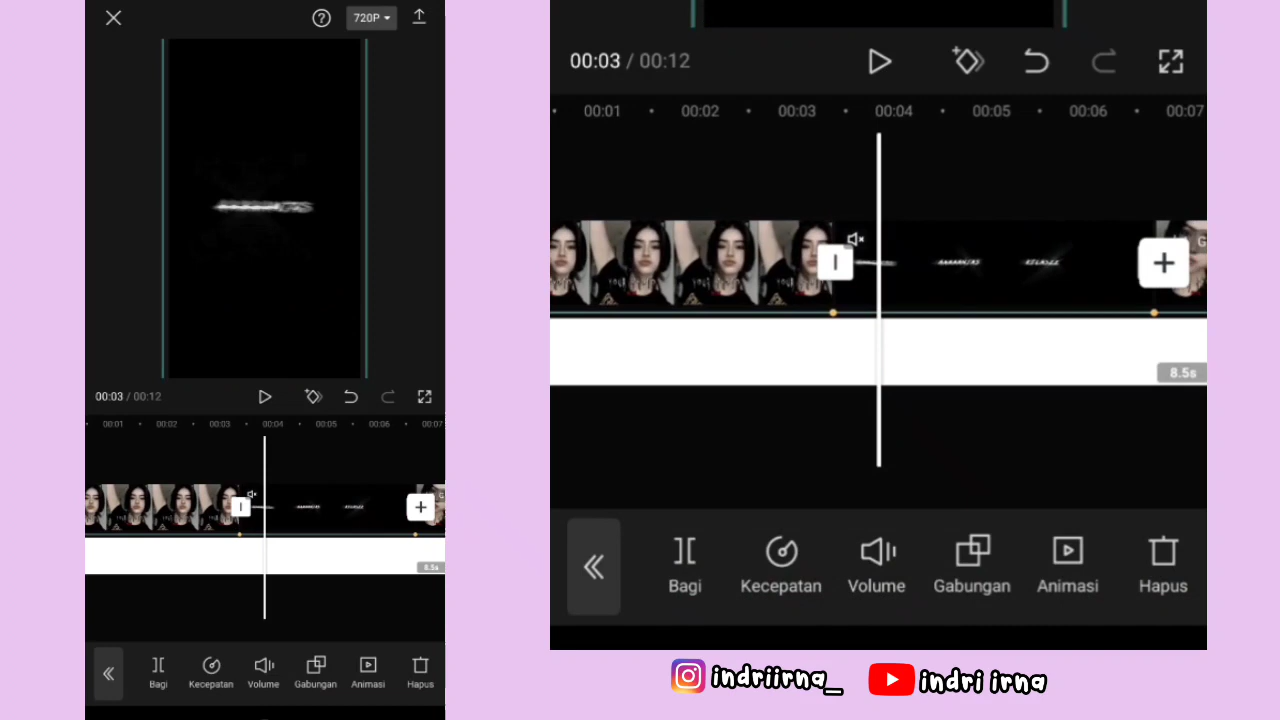 720P
00:03 / 00:12
00:01 00:02 00:03 00:04 00:05 00:06 00:07
8.5s
Bagi Kecepatan Volume Gabungan Animasi Hapus
00:03 / 00:12
00:01 00:02 00:03 00:04 00:05 00:06 00:07
G
8.5s
Bagi Kecepatan Volume Gabungan Animasi Hapus
indriirna_ indri irna